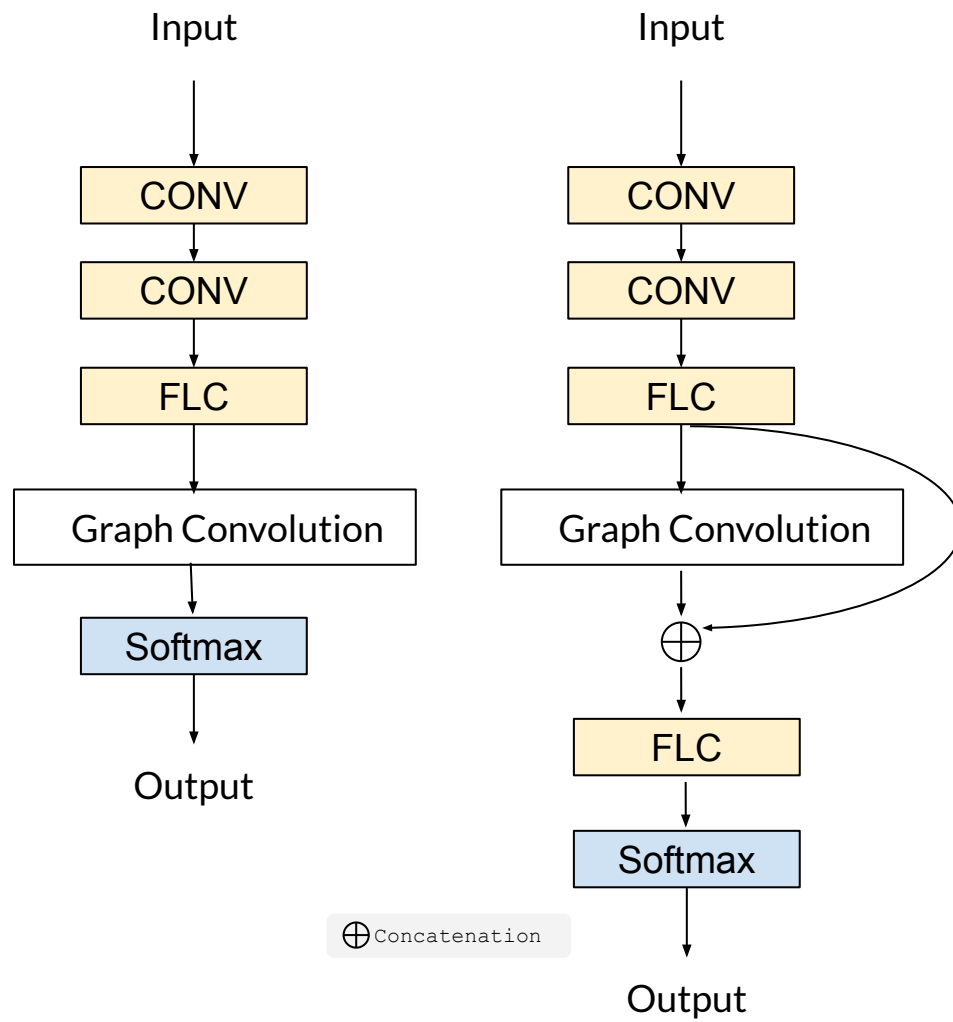 Input
CONV
CONV
FLC
Graph Convolution
Softmax
Output
Input
CONV
CONV
FLC
Graph Convolution
FLC
Softmax
Output
Concatenation